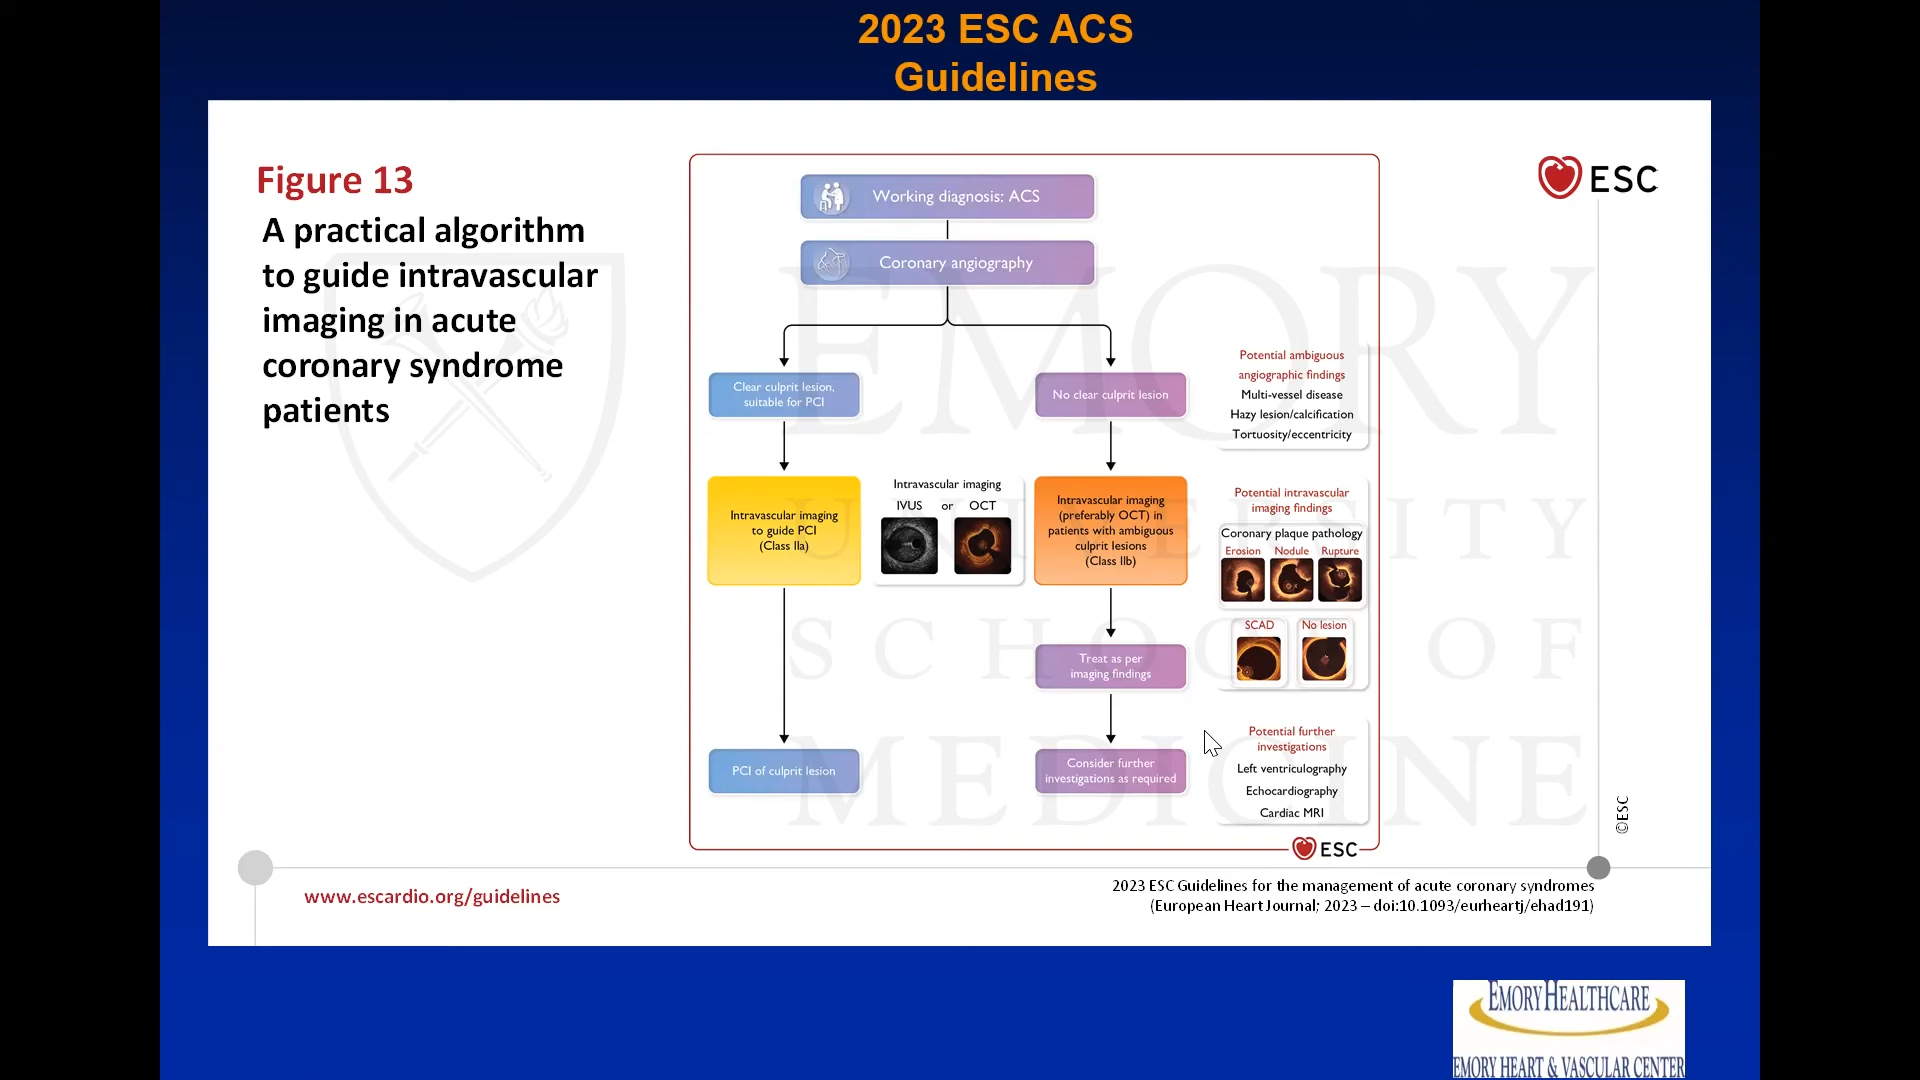 2023 ESC ACS
Guidelines
Figure 13
A practical algorithm
to guide intravascular
imaging in acute
coronary syndrome
patients
ESC
Working diagnosis: ACS
Coronary angiography
Clear culprit lesion,
suitable for PCI
No clear culprit lesion
Potential ambiguous
angiographic findings
Multi-vessel disease
Hazy lesion/calcification
Tortuosity/eccentricity
Intravascular imaging
to guide PCI
(Class IIa)
Intravascular imaging
IVUS or OCT
Intravascular imaging
(preferably OCT) in
patients with ambiguous
culprit lesions
(Class IIb)
Potential intravascular
imaging findings
Coronary plaque pathology
Erosion Nodule Rupture
SCAD No lesion
Treat as per
imaging findings
PCI of culprit lesion
Consider further
investigations as required
Potential further
investigations
Left ventriculography
Echocardiography
Cardiac MRI
ESC
©ESC
www.escardio.org/guidelines
2023 ESC Guidelines for the management of acute coronary syndromes
(European Heart Journal; 2023 – doi:10.1093/eurheartj/ehad191)
EMORY
UNIVERSITY
SCHOOL OF
MEDICINE
EMORY HEALTHCARE
EMORY HEART & VASCULAR CENTER